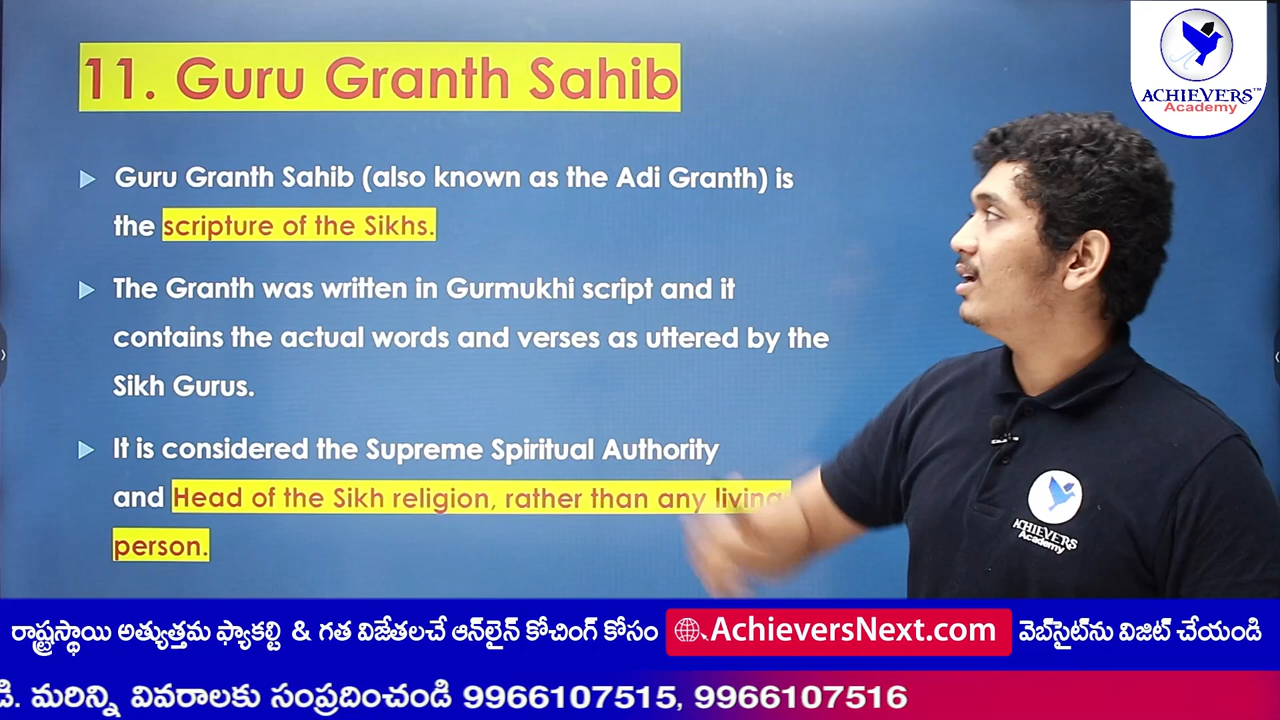 11. Guru Granth Sahib
Guru Granth Sahib (also known as the Adi Granth) is
the scripture of the Sikhs.
The Granth was written in Gurmukhi script and it
contains the actual words and verses as uttered by the
Sikh Gurus.
It is considered the Supreme Spiritual Authority
and Head of the Sikh religion, rather than any living
person.
ACHIEVERS™
Academy
ACHIEVERS
Academy
రాష్ట్రస్థాయి అత్యుత్తమ ఫ్యాకల్టి & గత విజేతలచే ఆన్‌లైన్ కోచింగ్ కోసం AchieversNext.com వెబ్‌సైట్‌ను విజిట్ చేయండి
డి. మరిన్ని వివరాలకు సంప్రదించండి 9966107515, 9966107516